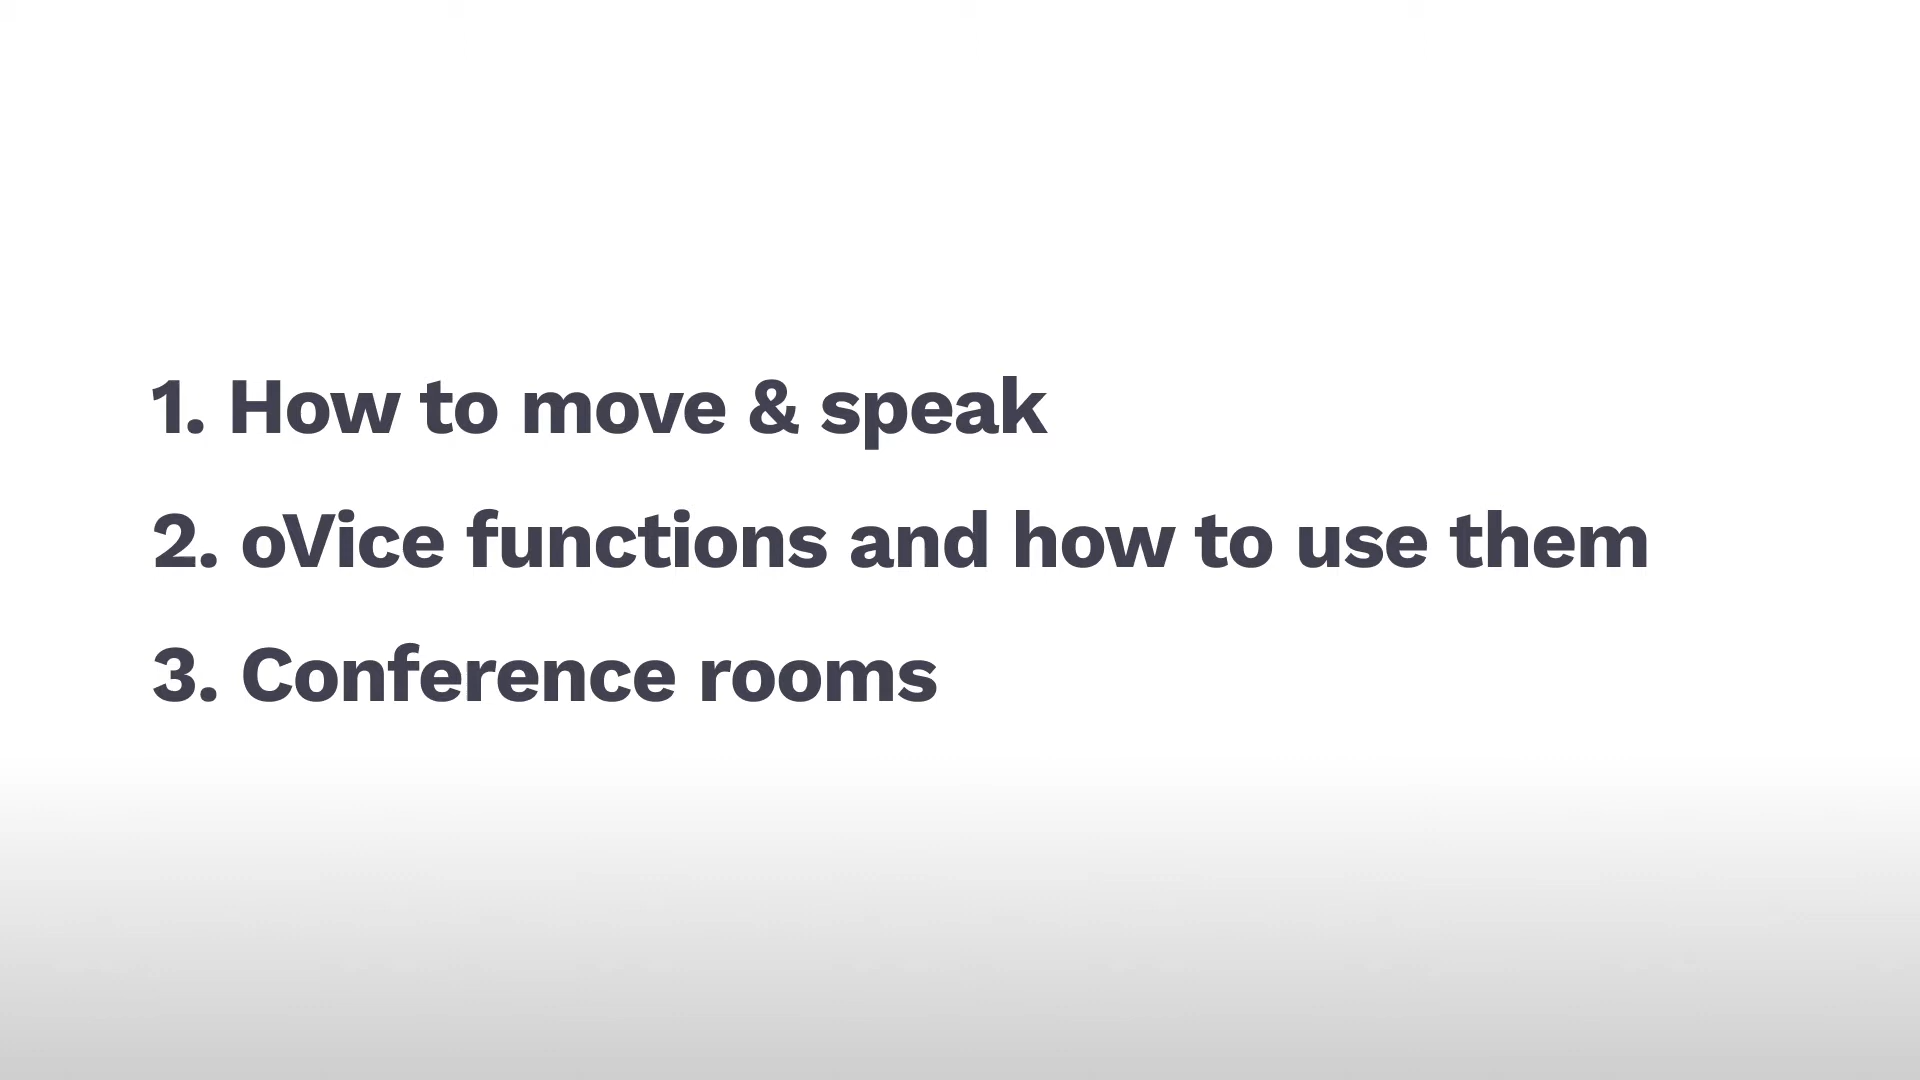 1. How to move & speak
2. oVice functions and how to use them
3. Conference rooms